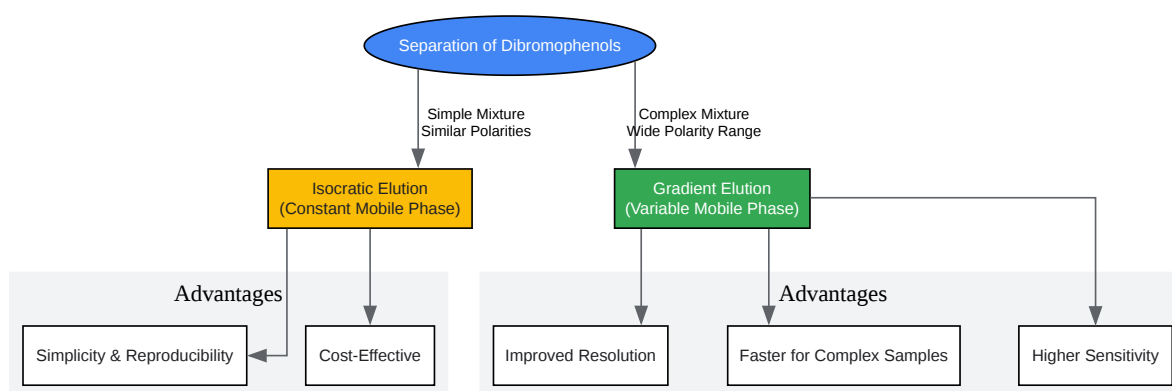 Separation of Dibromophenols
Simple Mixture
Similar Polarities
Complex Mixture
Wide Polarity Range
Isocratic Elution
(Constant Mobile Phase)
Gradient Elution
(Variable Mobile Phase)
Advantages
Simplicity & Reproducibility
Cost-Effective
Advantages
Improved Resolution
Faster for Complex Samples
Higher Sensitivity